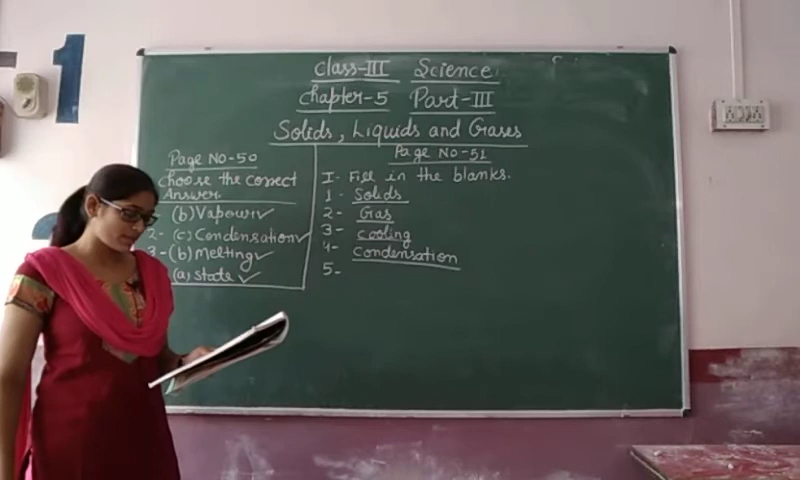 1
Class-III Science
Chapter-5 Part-III
Solids, Liquids and Gases
Page No-50
choose the correct
Answer.
(b) Vapour ✓
2- (c) Condensation ✓
3- (b) Melting ✓
(a) State ✓
Page No-51
I- Fill in the blanks.
1- Solids
2- Gas
3- cooling
4- Condensation
5-